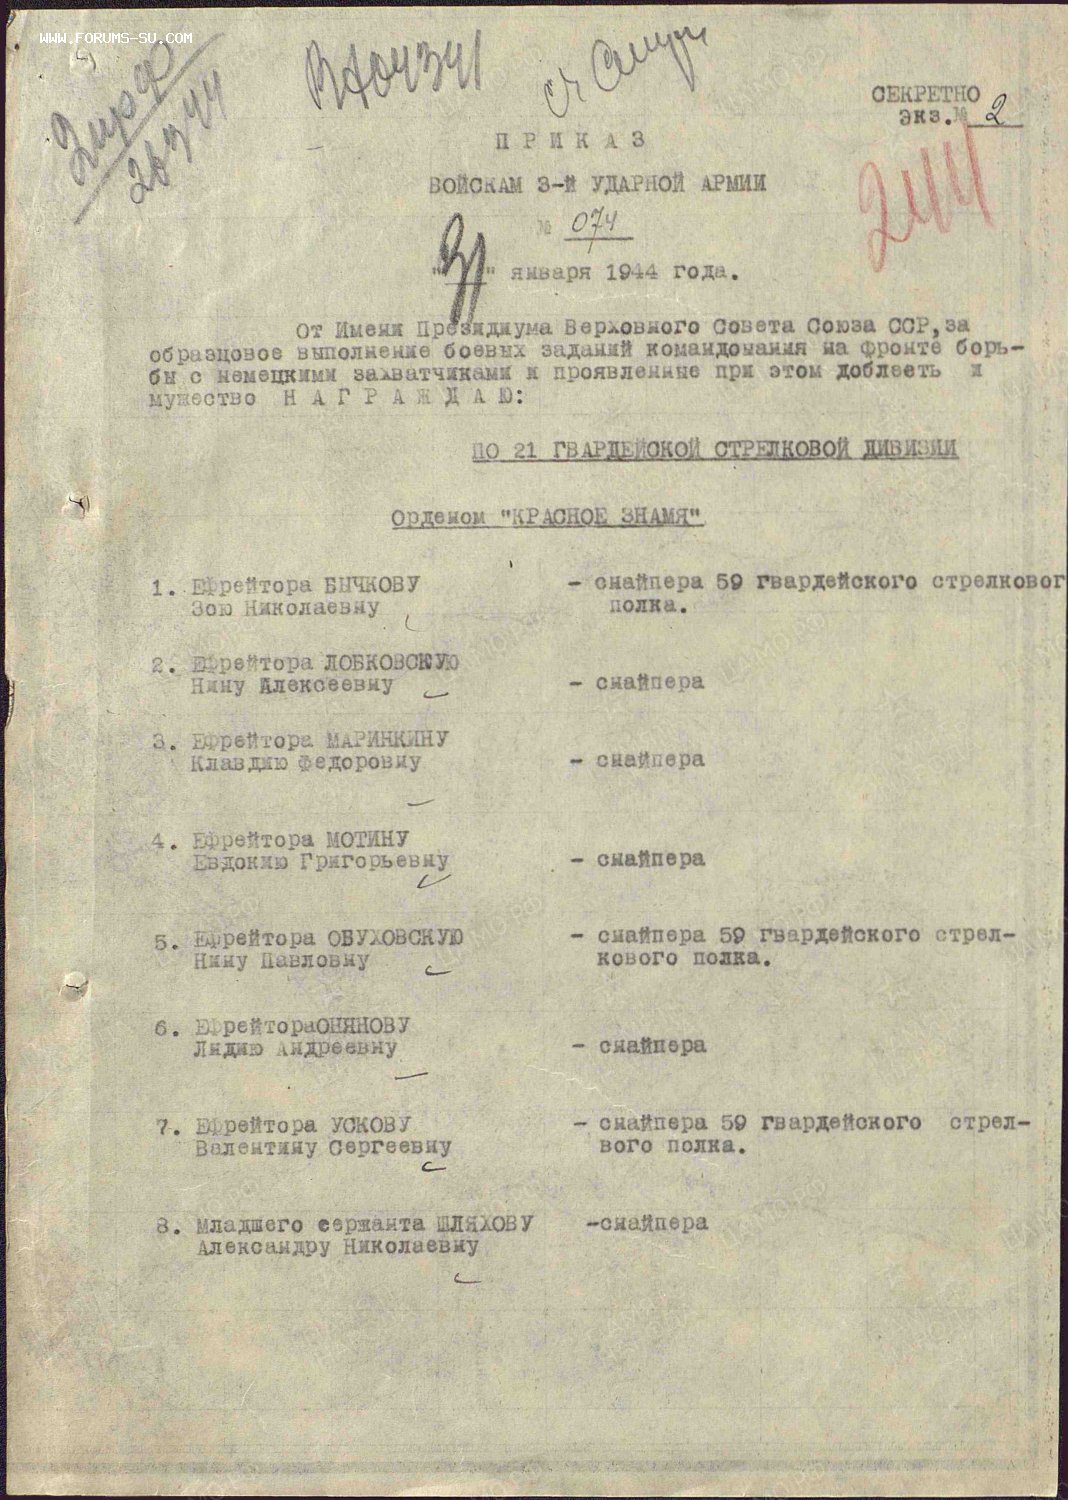 WWW.FORUMS-SU.COM
СЕКРЕТНО
Экз.№ 2
244
П Р И К А З
ВОЙСКАМ 3-й УДАРНОЙ АРМИИ
№ 074
"31" января 1944 года.
От Имени Президиума Верховного Совета Союза ССР, за
образцовое выполнение боевых заданий командования на фронте борь-
бы с немецкими захватчиками и проявленные при этом доблееть и
мужество Н А Г Р А Ж Д А Ю:
ПО 21 ГВАРДЕЙСКОЙ СТРЕЛКОВОЙ ДИВИЗИИ
Орденом "КРАСНОЕ ЗНАМЯ"
1. Ефрейтора БЫЧКОВУ - снайпера 59 гвардейского стрелковог
Зою Николаевну полка.
2. Ефрейтора ЛОБКОВСКУЮ
Нину Алексеевну - снайпера
3. Ефрейтора МАРИНКИНУ
Клавдию Федоровну - снайпера
4. Ефрейтора МОТИНУ
Евдокию Григорьевну - снайпера
5. Ефрейтора ОБУХОВСКУЮ - снайпера 59 гвардейского стрел-
Нину Павловну кового полка.
6. ЕфрейтораОНЯНОВУ
Лидию Андреевну - снайпера
7. Ефрейтора УСКОВУ - снайпера 59 гвардейского стрел-
Валентину Сергеевну вого полка.
8. Младшего сержанта ШЛЯХОВУ -снайпера
Александру Николаевну